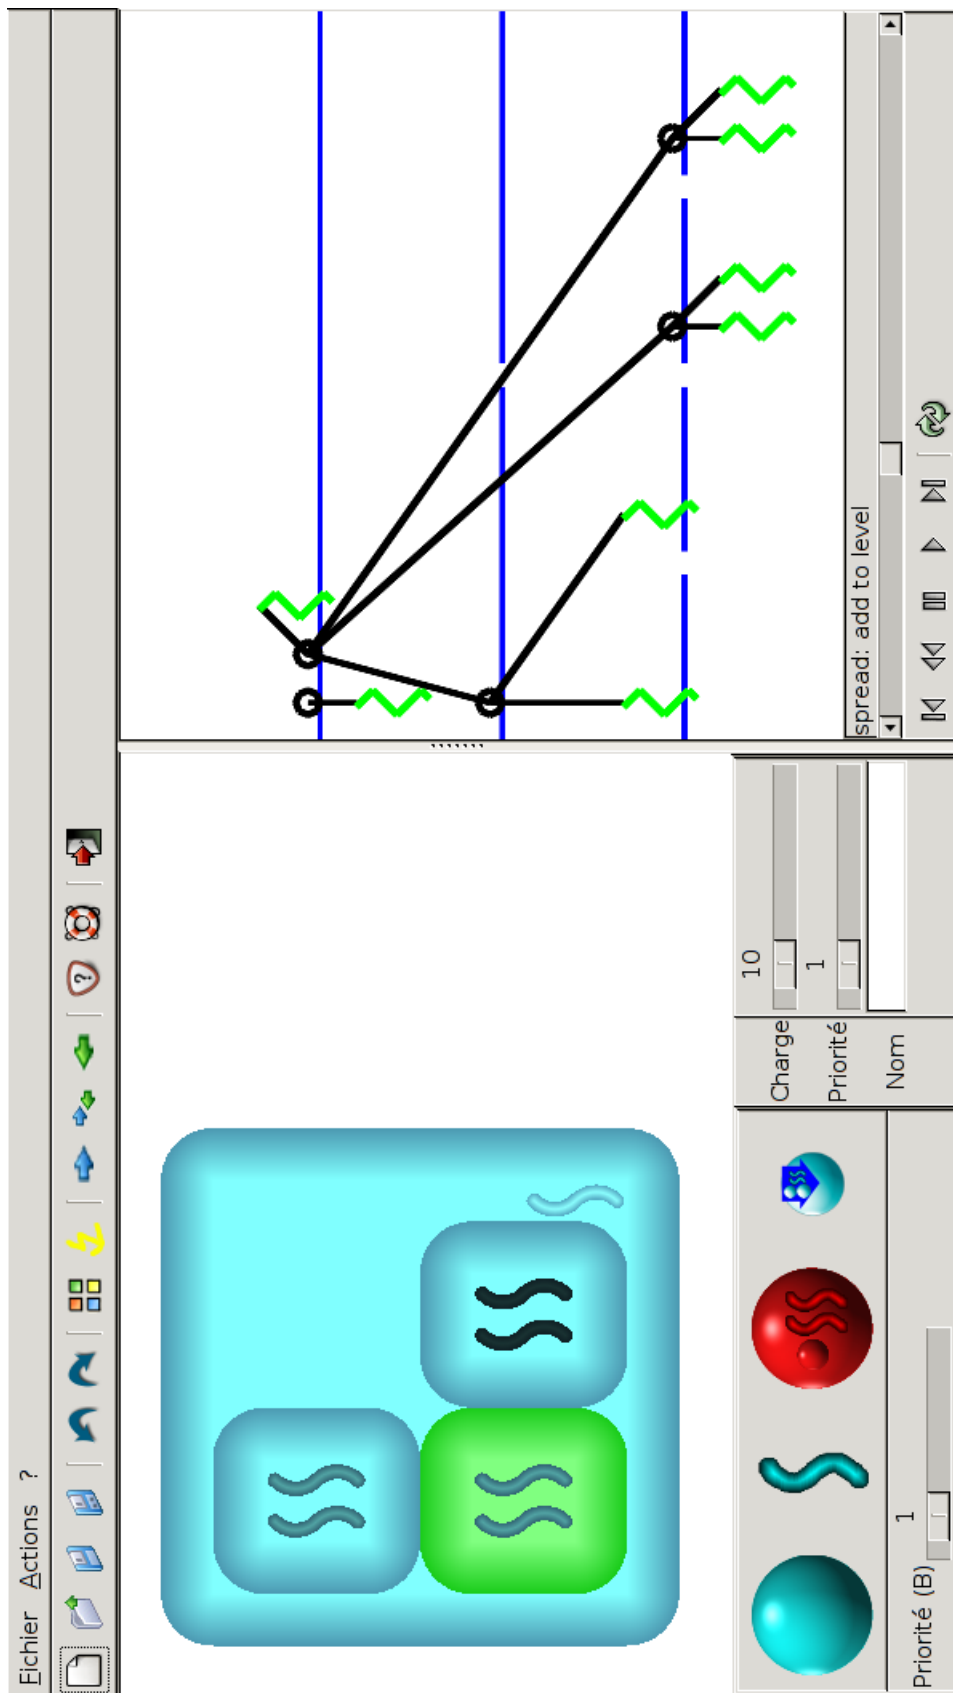 Fichier Actions ?
spread: add to level
Charge
10
Priorité
1
Nom
Priorité (B)
1